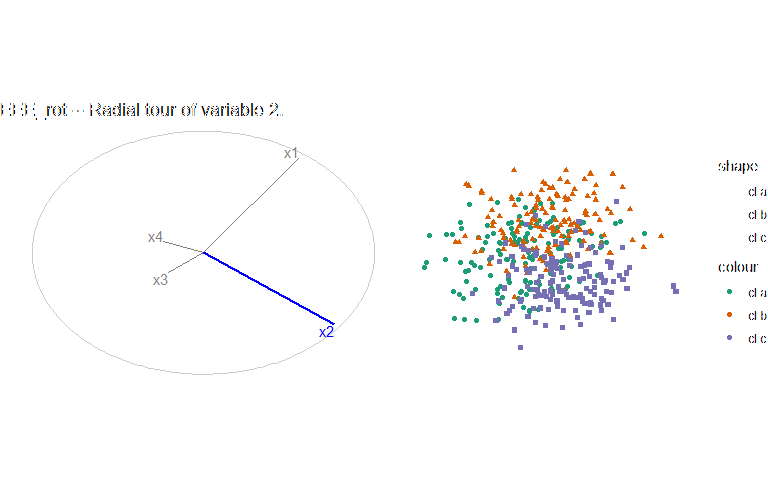 rot -- Radial tour of variable 2.
x1
x4
x3
x2
shape
cl a
cl b
cl c
colour
cl a
cl b
cl c